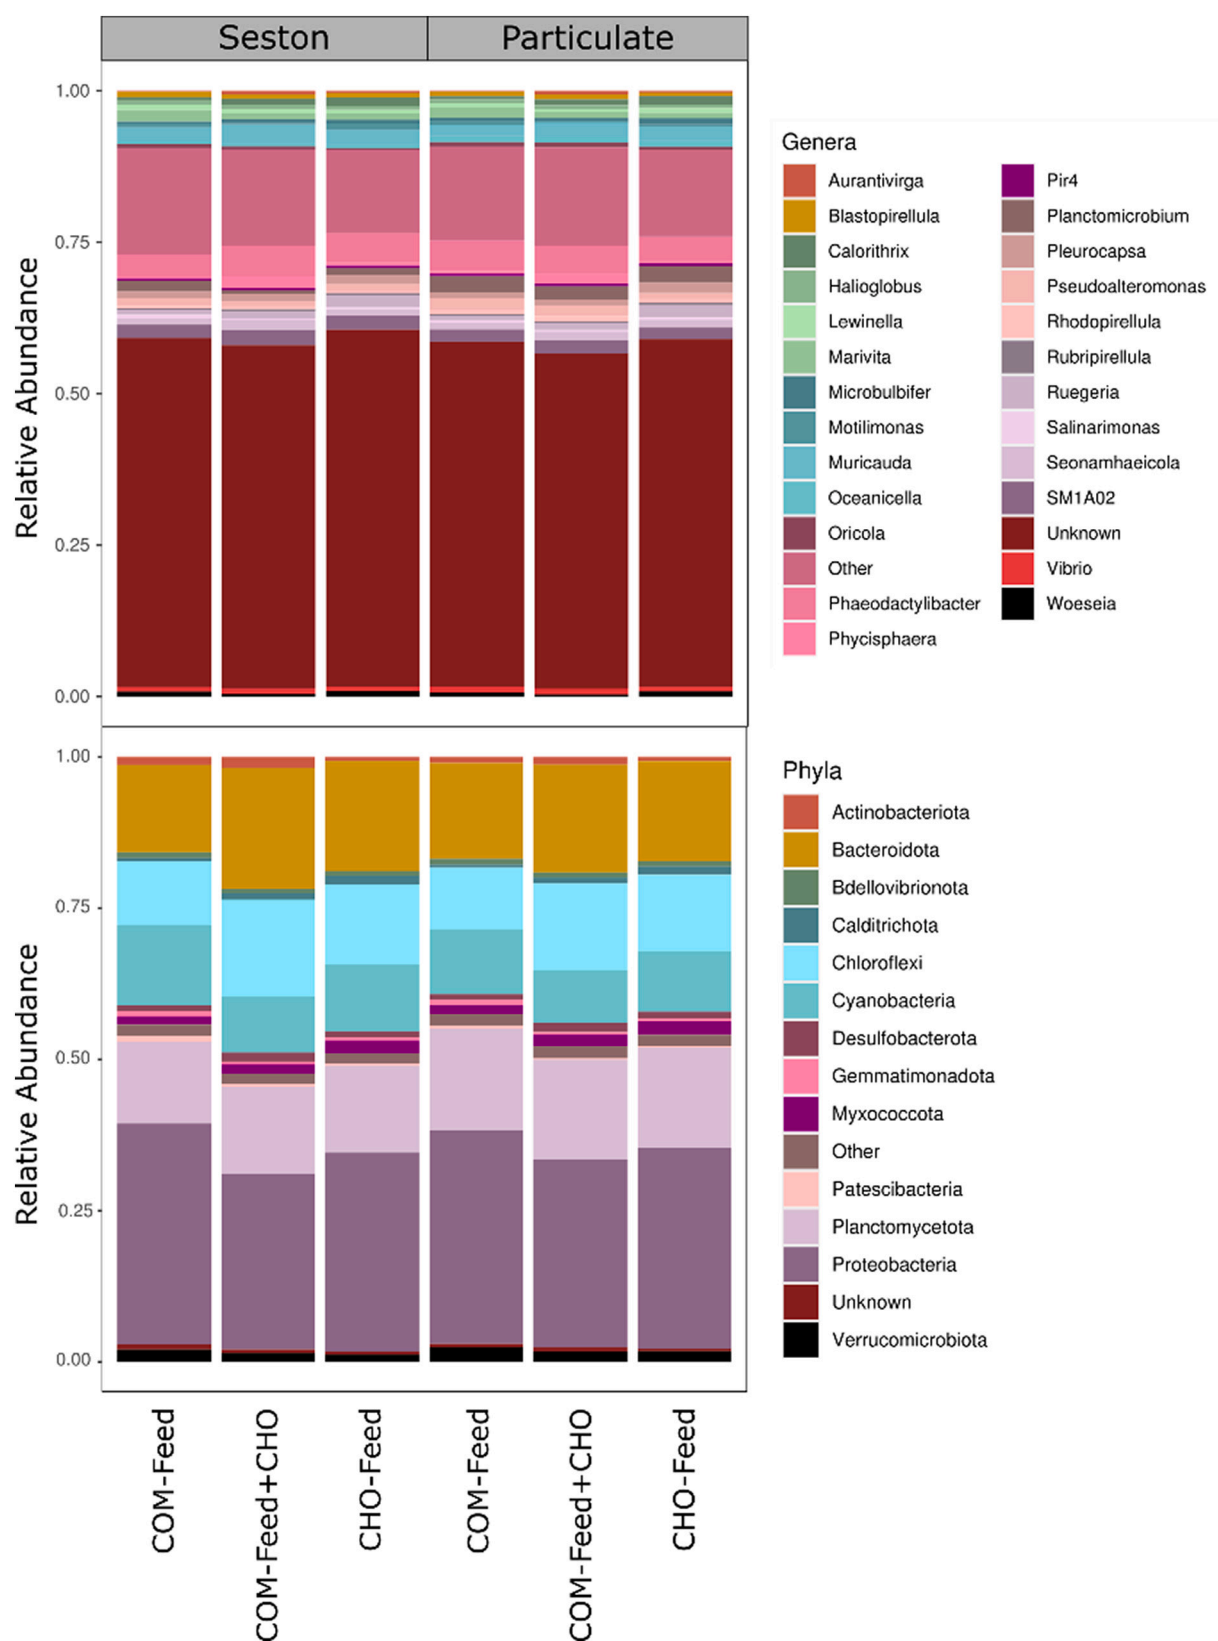 Seston Particulate
Relative Abundance
1.00
0.75
0.50
0.25
0.00
Genera
Aurantivirga
Blastopirellula
Calorithrix
Halioglobus
Lewinella
Marivita
Microbulbifer
Motilimonas
Muricauda
Oceanicella
Oricola
Other
Phaeodactylibacter
Phycisphaera
Pir4
Planctomicrobium
Pleurocapsa
Pseudoalteromonas
Rhodopirellula
Rubripirellula
Ruegeria
Salinarimonas
Seonamhaeicola
SM1A02
Unknown
Vibrio
Woeseia
Relative Abundance
1.00
0.75
0.50
0.25
0.00
Phyla
Actinobacteriota
Bacteroidota
Bdellovibrionota
Calditrichota
Chloroflexi
Cyanobacteria
Desulfobacterota
Gemmatimonadota
Myxococcota
Other
Patescibacteria
Planctomycetota
Proteobacteria
Unknown
Verrucomicrobiota
COM-Feed
COM-Feed+CHO
CHO-Feed
COM-Feed
COM-Feed+CHO
CHO-Feed